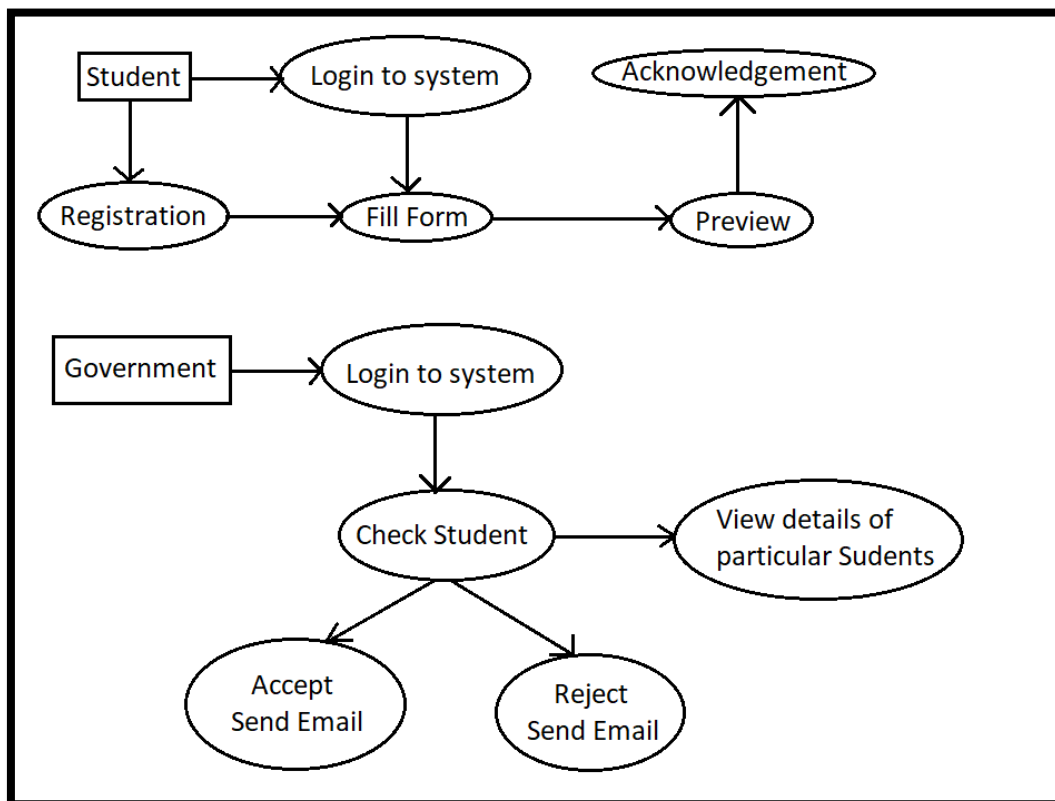 Student
Login to system
Acknowledgement
Registration
Fill Form
Preview
Government
Login to system
Check Student
View details of
particular Sudents
Accept
Send Email
Reject
Send Email